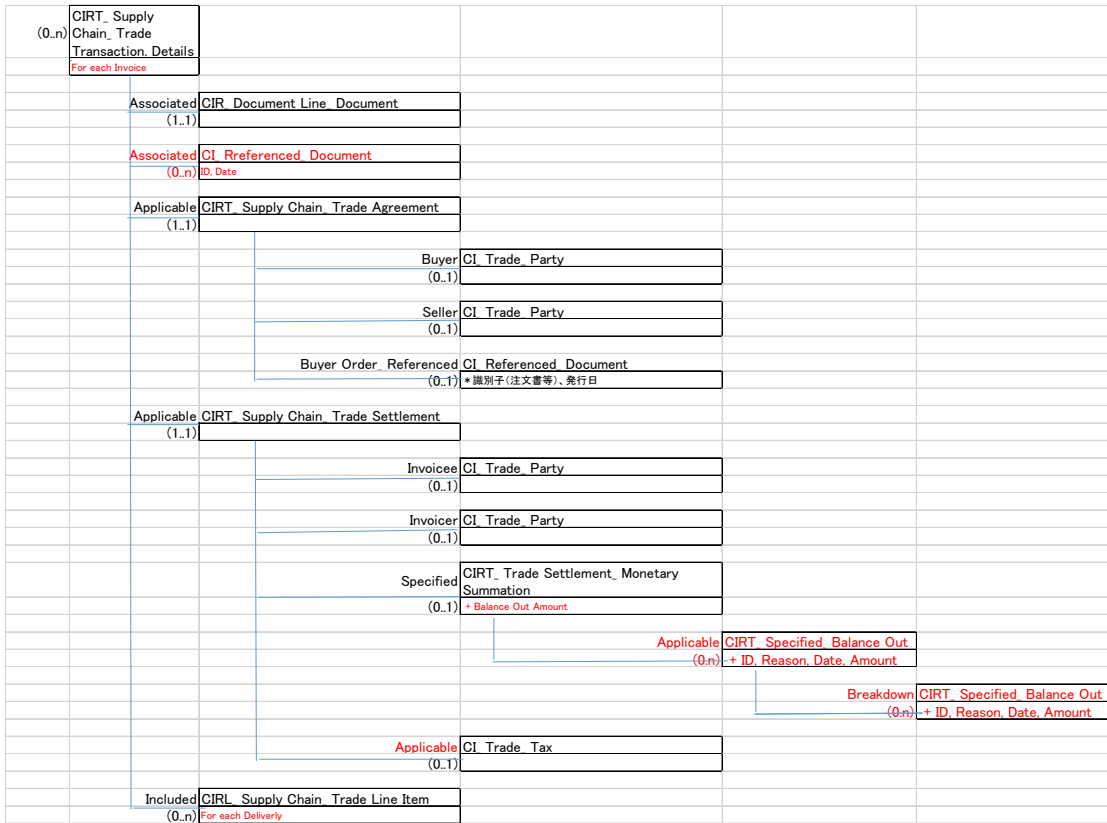 CIRT_ Supply
(0..n) Chain_ Trade
Transaction. Details
For each Invoice
Associated CIR_ Document Line_ Document
(1..1)
Associated CI_ Rreferenced_ Document
(0..n) ID, Date
Applicable CIRT_ Supply Chain_ Trade Agreement
(1..1)
Buyer CI_ Trade_ Party
(0..1)
Seller CI_ Trade_ Party
(0..1)
Buyer Order_ Referenced CI_ Referenced_ Document
(0..1) *識別子(注文書等)、発行日
Applicable CIRT_ Supply Chain_ Trade Settlement
(1..1)
Invoicee CI_ Trade_ Party
(0..1)
Invoicer CI_ Trade_ Party
(0..1)
CIRT_ Trade Settlement_ Monetary
Specified Summation
(0..1) + Balance Out Amount
Applicable CIRT_ Specified_ Balance Out
(0.n) + ID, Reason, Date, Amount
Breakdown CIRT_ Specified_ Balance Out
(0.n) + ID, Reason, Date, Amount
Applicable CI_ Trade_ Tax
(0..1)
Included CIRL_ Supply Chain_ Trade Line Item
(0..n) For each Deliverly